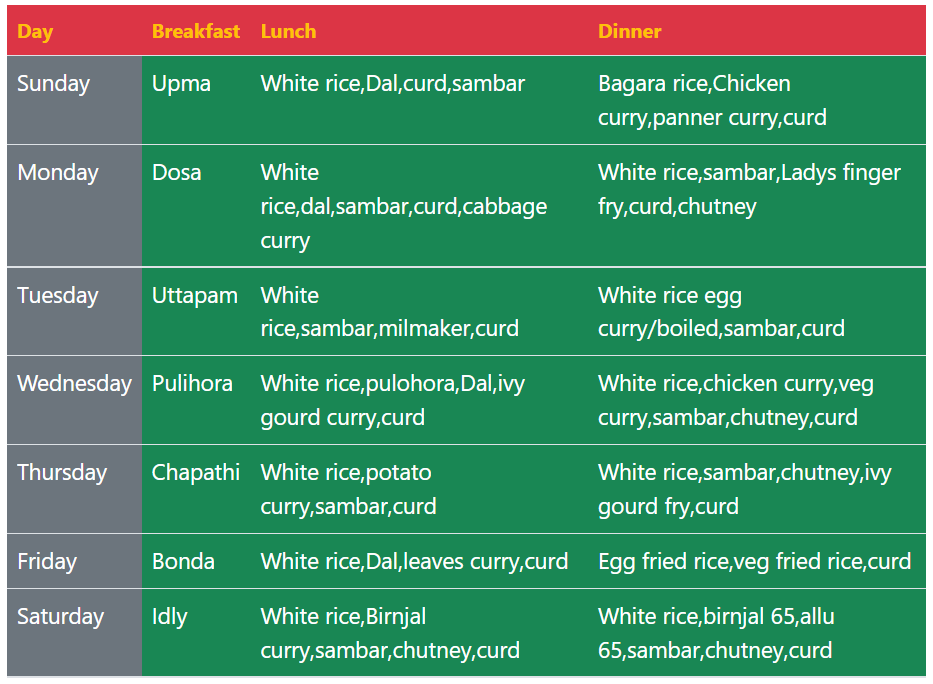 Day Breakfast Lunch Dinner
Sunday Upma White rice,Dal,curd,sambar Bagara rice,Chicken
curry,panner curry,curd
Monday Dosa White White rice,sambar,Ladys finger
rice,dal,sambar,curd,cabbage fry,curd,chutney
curry
Tuesday Uttapam White White rice egg
rice,sambar,milmaker,curd curry/boiled,sambar,curd
Wednesday Pulihora White rice,pulohora,Dal,ivy White rice,chicken curry,veg
gourd curry,curd curry,sambar,chutney,curd
Thursday Chapathi White rice,potato White rice,sambar,chutney,ivy
curry,sambar,curd gourd fry,curd
Friday Bonda White rice,Dal,leaves curry,curd Egg fried rice,veg fried rice,curd
Saturday Idly White rice,Birnjal White rice,birnjal 65,allu
curry,sambar,chutney,curd 65,sambar,chutney,curd